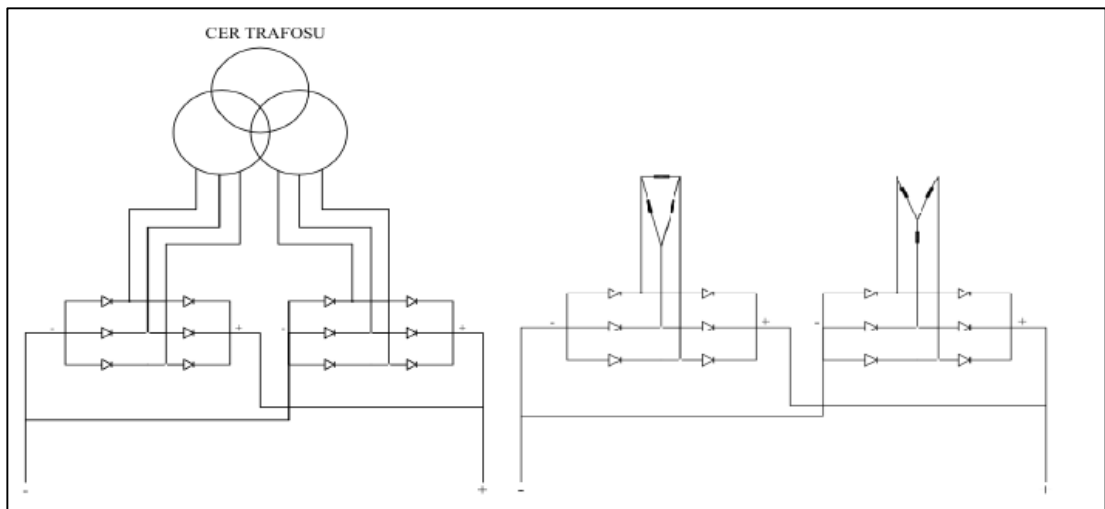 CER TRAFOSU
- + - +
- + - +
- +
-